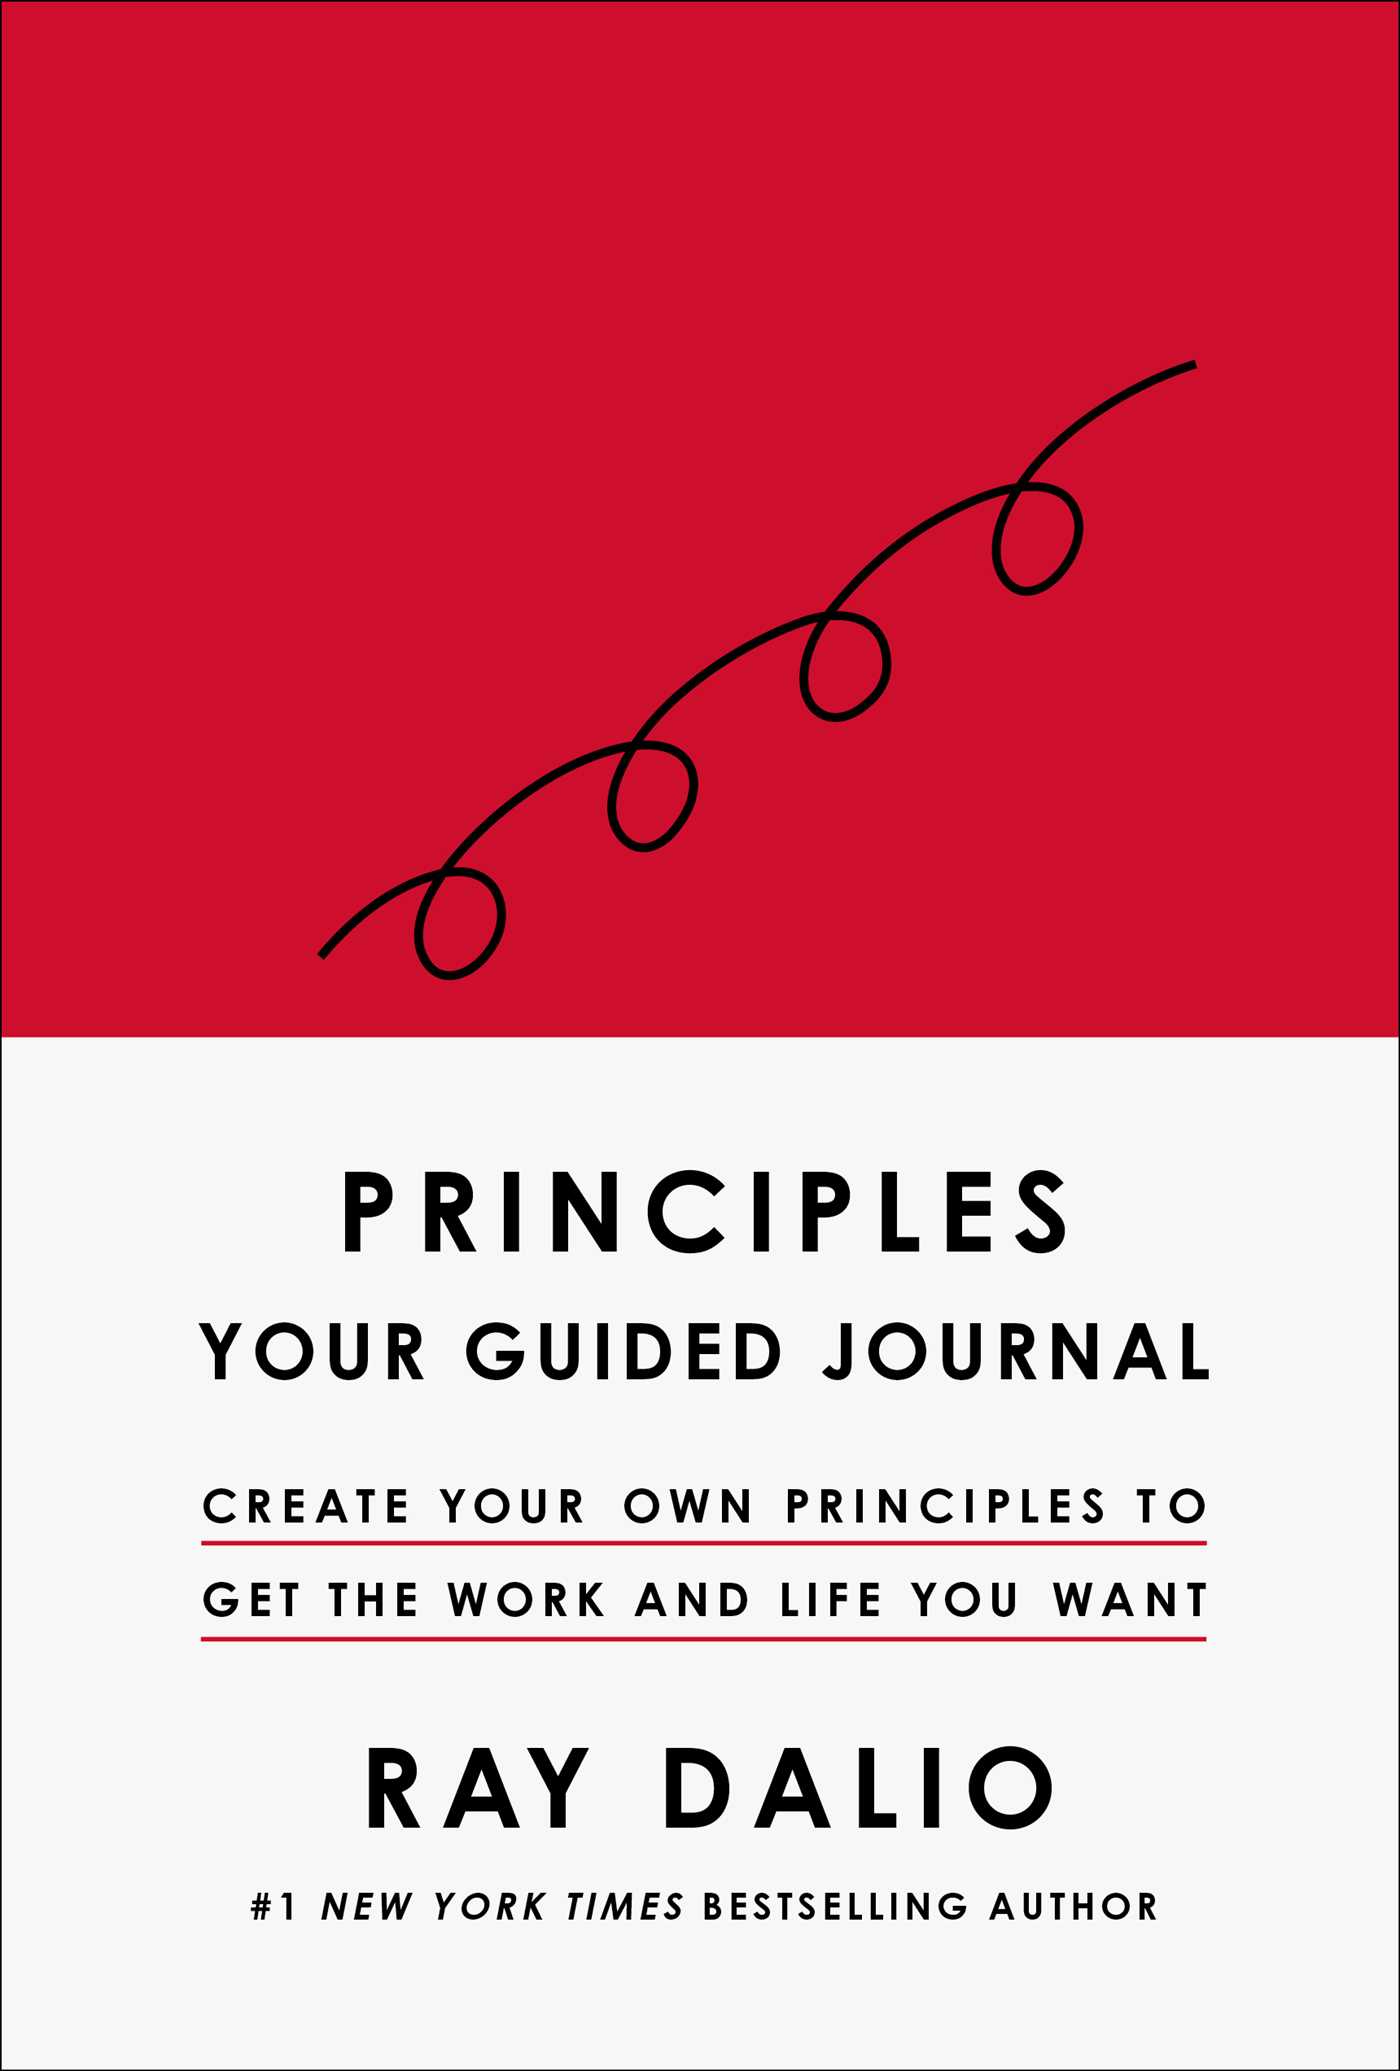 PRINCIPLES
YOUR GUIDED JOURNAL
CREATE YOUR OWN PRINCIPLES TO
GET THE WORK AND LIFE YOU WANT
RAY DALIO
#1 NEW YORK TIMES BESTSELLING AUTHOR